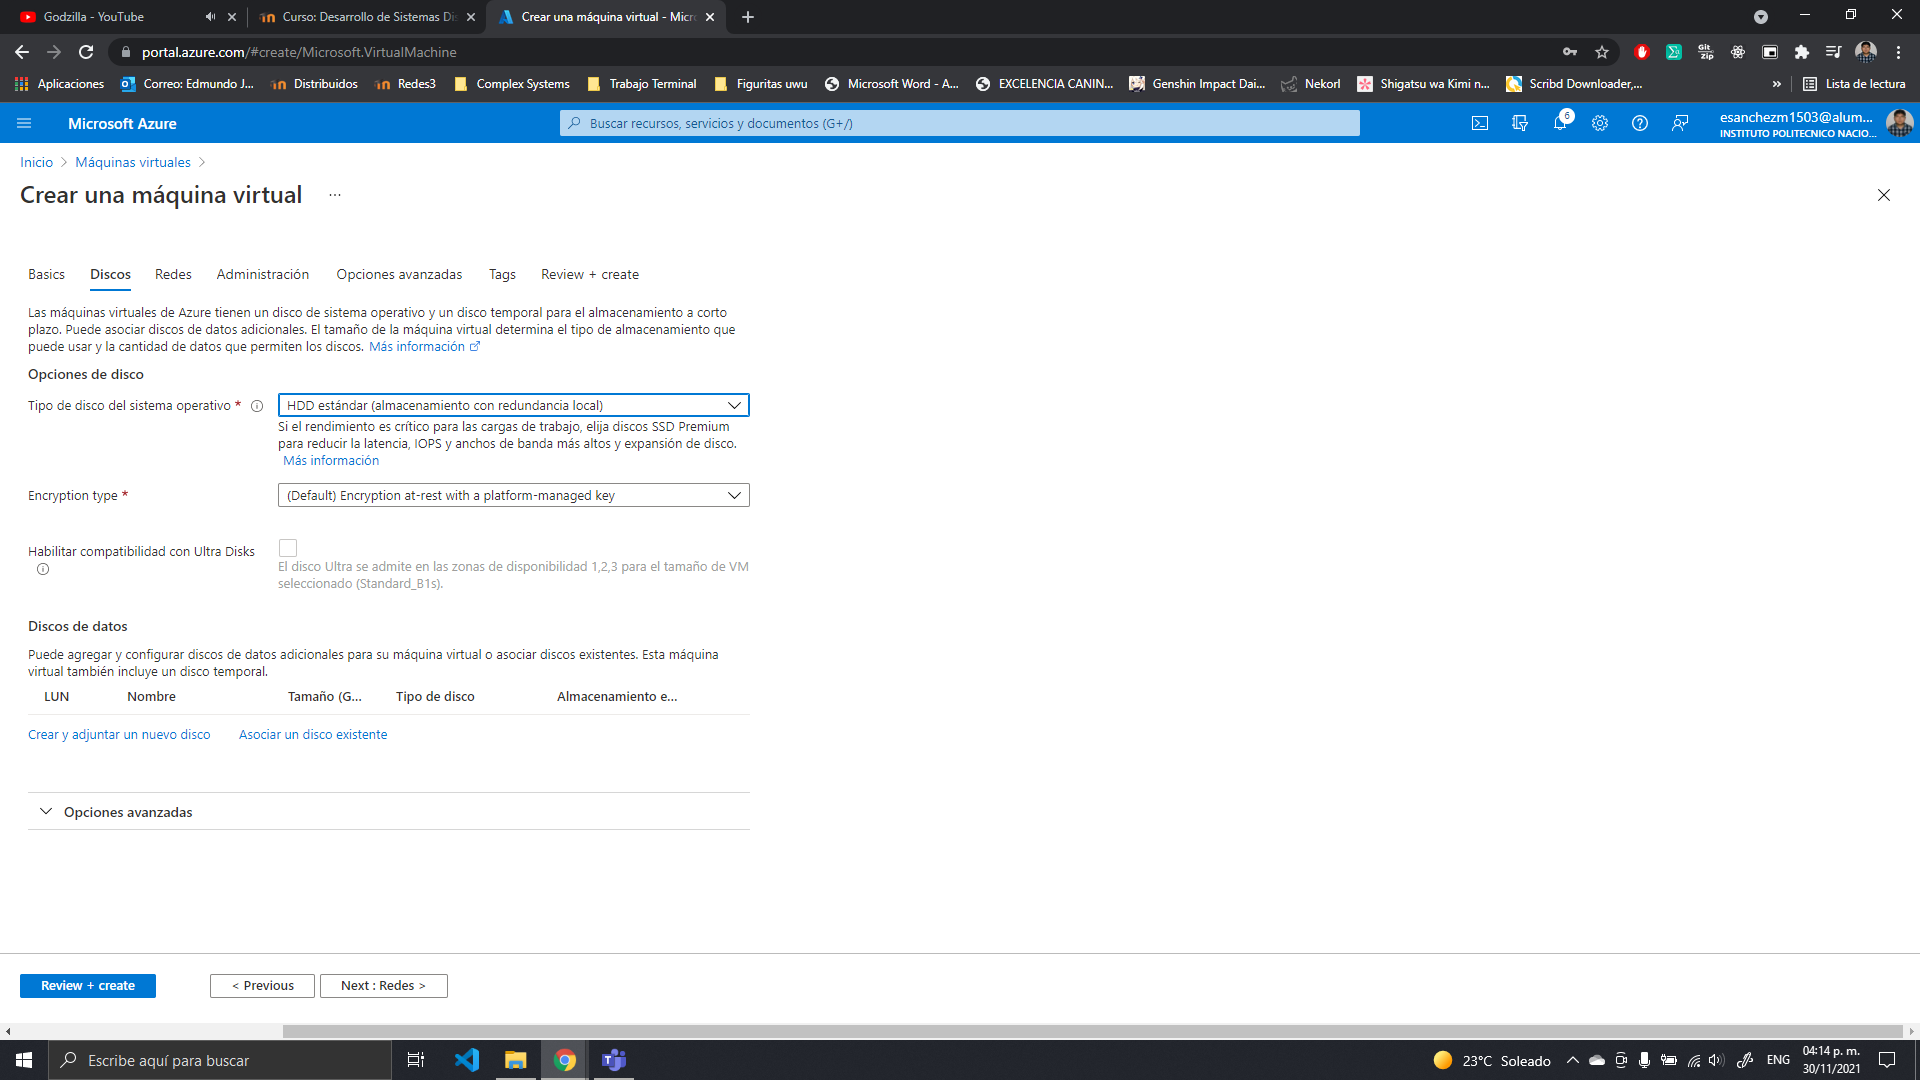 Godzilla - YouTube
Curso: Desarrollo de Sistemas Dis
Crear una máquina virtual - Micr
portal.azure.com/#create/Microsoft.VirtualMachine
Aplicaciones
Correo: Edmundo J...
Distribuidos
Redes3
Complex Systems
Trabajo Terminal
Figuritas uwu
Microsoft Word - A...
EXCELENCIA CANIN...
Genshin Impact Dai...
Nekorl
Shigatsu wa Kimi n...
Scribd Downloader,...
»
Lista de lectura
Microsoft Azure
Buscar recursos, servicios y documentos (G+/)
6
esanchezm1503@alum...
INSTITUTO POLITECNICO NACIO...
Inicio > Máquinas virtuales >
Crear una máquina virtual ...
Basics
Discos
Redes
Administración
Opciones avanzadas
Tags
Review + create
Las máquinas virtuales de Azure tienen un disco de sistema operativo y un disco temporal para el almacenamiento a corto
plazo. Puede asociar discos de datos adicionales. El tamaño de la máquina virtual determina el tipo de almacenamiento que
puede usar y la cantidad de datos que permiten los discos. Más información
Opciones de disco
Tipo de disco del sistema operativo *
HDD estándar (almacenamiento con redundancia local)
Si el rendimiento es crítico para las cargas de trabajo, elija discos SSD Premium
para reducir la latencia, IOPS y anchos de banda más altos y expansión de disco.
Más información
Encryption type *
(Default) Encryption at-rest with a platform-managed key
Habilitar compatibilidad con Ultra Disks
El disco Ultra se admite en las zonas de disponibilidad 1,2,3 para el tamaño de VM
seleccionado (Standard_B1s).
Discos de datos
Puede agregar y configurar discos de datos adicionales para su máquina virtual o asociar discos existentes. Esta máquina
virtual también incluye un disco temporal.
LUN
Nombre
Tamaño (G...
Tipo de disco
Almacenamiento e...
Crear y adjuntar un nuevo disco
Asociar un disco existente
Opciones avanzadas
Review + create
< Previous
Next : Redes >
Escribe aquí para buscar
23°C Soleado
ENG
04:14 p. m.
30/11/2021